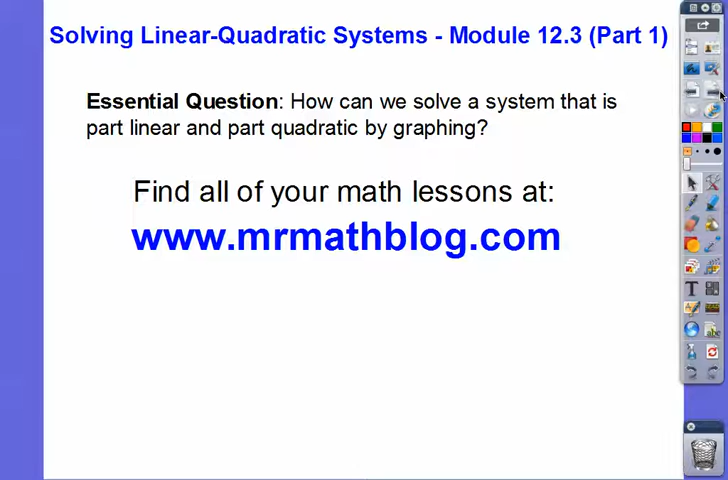 Solving Linear-Quadratic Systems - Module 12.3 (Part 1)
Essential Question: How can we solve a system that is
part linear and part quadratic by graphing?
Find all of your math lessons at:
www.mrmathblog.com